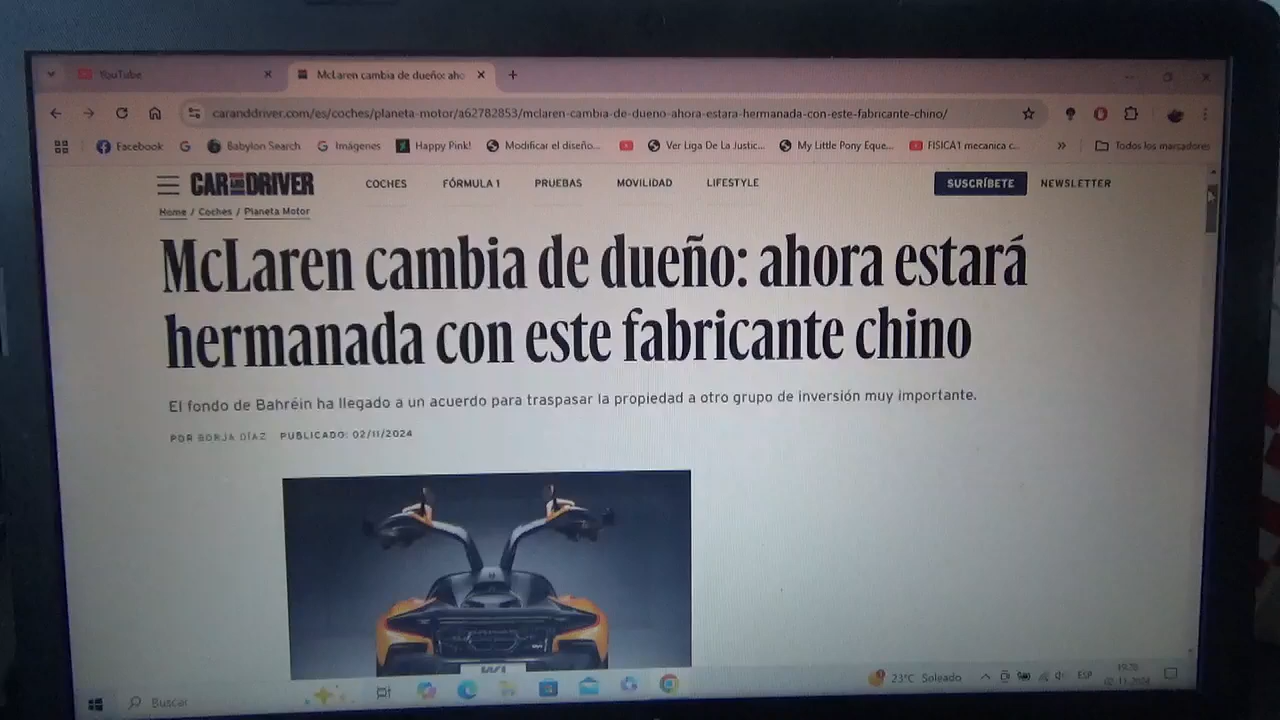 YouTube
McLaren cambia de dueño: aho
caranddriver.com/es/coches/planeta-motor/a62782853/mclaren-cambia-de-dueno-ahora-estara-hermanada-con-este-fabricante-chino/
Facebook
Babylon Search
Imágenes
Happy Pink!
Modificar el diseño...
Ver Liga De La Justic...
My Little Pony Eque...
FISICA1 mecanica c...
Todos los marcadores
CAR AND DRIVER
COCHES
FÓRMULA 1
PRUEBAS
MOVILIDAD
LIFESTYLE
SUSCRÍBETE
NEWSLETTER
Home / Coches / Planeta Motor
McLaren cambia de dueño: ahora estará
hermanada con este fabricante chino
El fondo de Bahréin ha llegado a un acuerdo para traspasar la propiedad a otro grupo de inversión muy importante.
POR BORJA DÍAZ PUBLICADO: 02/11/2024
Buscar
23°C Soleado
ESP
02-11-2024